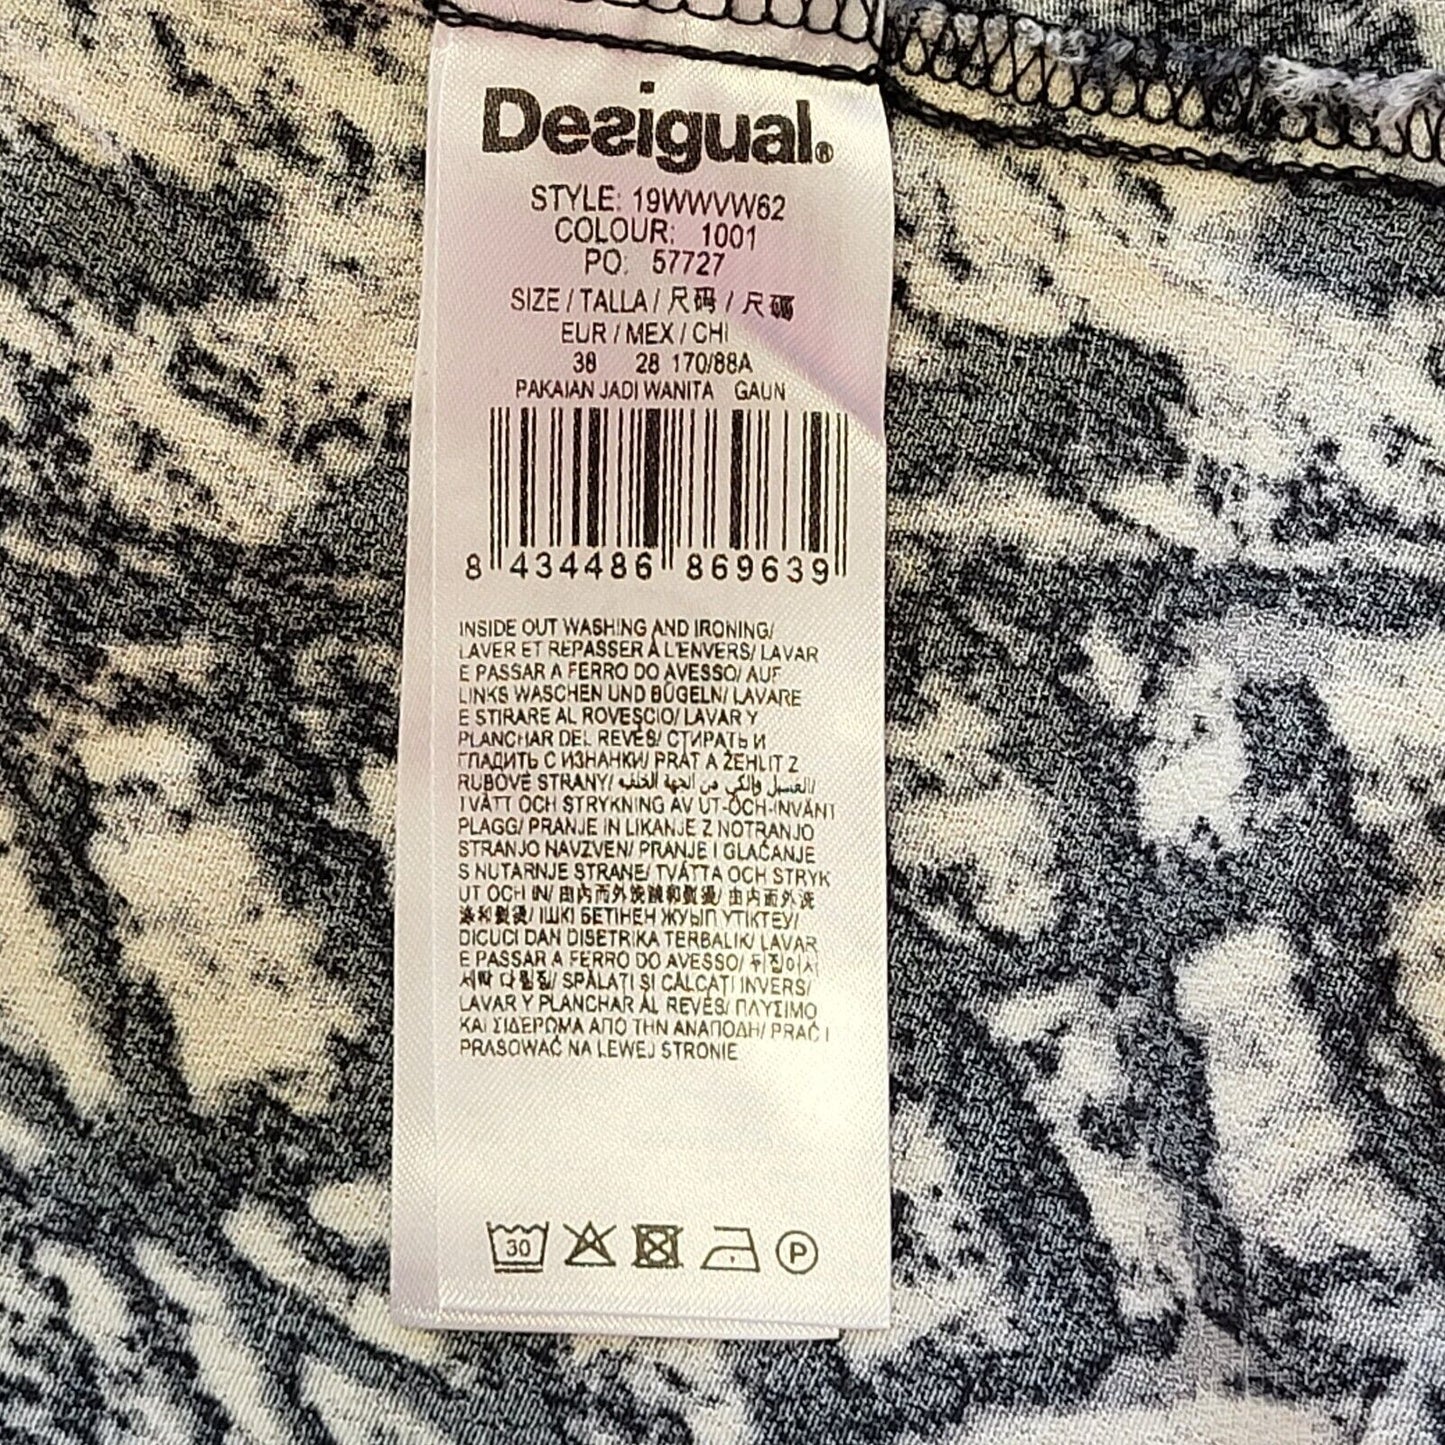 Desigual®
STYLE: 19WWVW62
COLOUR: 1001
PO. 57727
SIZE / TALLA / 尺码 / 尺碼
EUR / MEX / CHI
38 28 170/88A
PAKAIAN JADI WANITA GAUN
8 434486 869639
INSIDE OUT WASHING AND IRONING/
LAVER ET REPASSER À L'ENVERS/ LAVAR
E PASSAR A FERRO DO AVESSO/ AUF
LINKS WASCHEN UND BÜGELN/ LAVARE
E STIRARE AL ROVESCIO/ LAVAR Y
PLANCHAR DEL REVÉS/ СТИРАТЬ И
ГЛАДИТЬ С ИЗНАНКИ/ PRÁT A ŽEHLIT Z
RUBOVÉ STRANY/ الغسيل والكي من الجهة الخلفية/
TVÄTT OCH STRYKNING AV UT-OCH-INVÄNT
PLAGG/ PRANJE IN LIKANJE Z NOTRANJO
STRANJO NAVZVEN/ PRANJE I GLAČANJE
S NUTARNJE STRANE/ TVÄTTA OCH STRYK
UT OCH IN/ 由内而外洗涤和熨烫/ 由内面外洗
滌和熨燙/ ІШКІ БЕТІНЕН ЖУЫП ҮТІКТЕУ/
DICUCI DAN DISETRIKA TERBALIK/ LAVAR
E PASSAR A FERRO DO AVESSO/ 뒤집어서
세탁 다림질/ SPĂLAȚI ȘI CĂLCAȚI INVERS/
LAVAR Y PLANCHAR AL REVÉS/ ΠΛΥΣΙΜΟ
ΚΑΙ ΣΙΔΕΡΩΜΑ ΑΠΟ ΤΗΝ ΑΝΑΠΟΔΗ/ PRAĆ I
PRASOWAĆ NA LEWEJ STRONIE
30 P